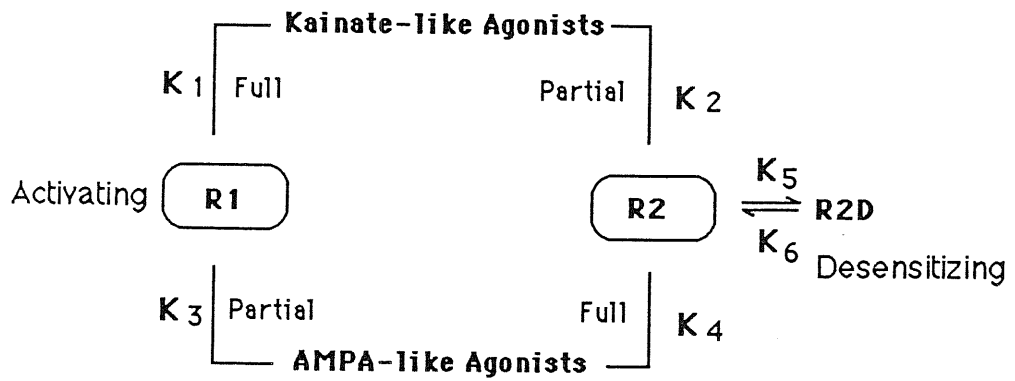 Kainate-like Agonists
K1 Full
Partial K2
Activating R1
R2 K5 R2D
K6
Desensitizing
K3 Partial
Full K4
AMPA-like Agonists